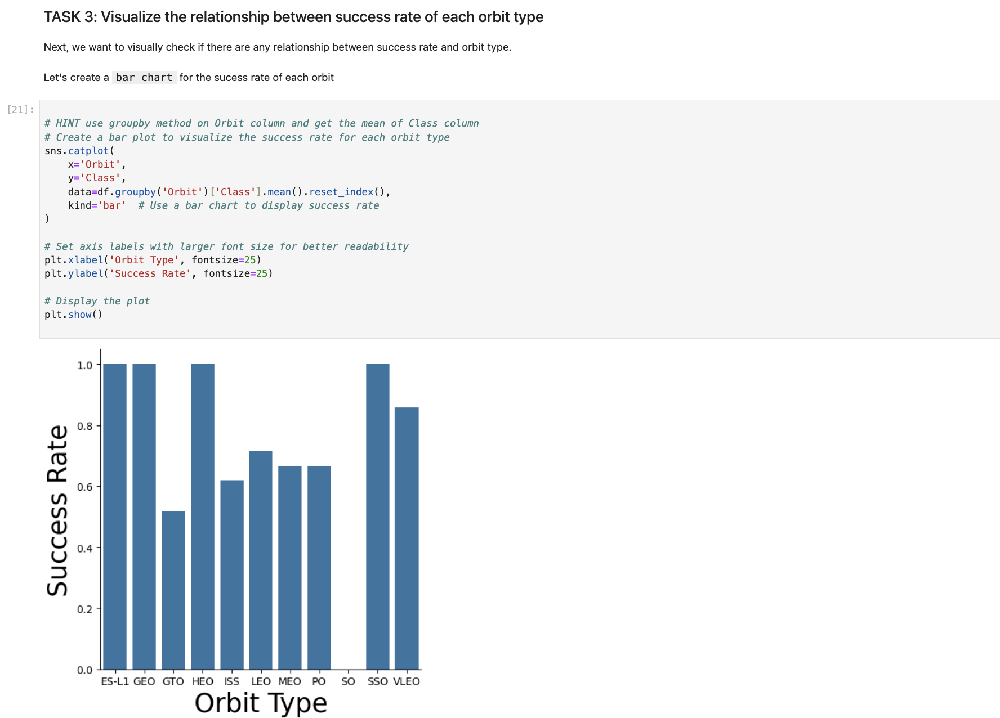 TASK 3: Visualize the relationship between success rate of each orbit type
Next, we want to visually check if there are any relationship between success rate and orbit type.
Let's create a bar chart for the sucess rate of each orbit
[21]:
# HINT use groupby method on Orbit column and get the mean of Class column
# Create a bar plot to visualize the success rate for each orbit type
sns.catplot(
    x='Orbit',
    y='Class',
    data=df.groupby('Orbit')['Class'].mean().reset_index(),
    kind='bar'  # Use a bar chart to display success rate
)
# Set axis labels with larger font size for better readability
plt.xlabel('Orbit Type', fontsize=25)
plt.ylabel('Success Rate', fontsize=25)
# Display the plot
plt.show()
Success Rate
1.0
0.8
0.6
0.4
0.2
0.0
ES-L1 GEO GTO HEO ISS LEO MEO PO SO SSO VLEO
Orbit Type